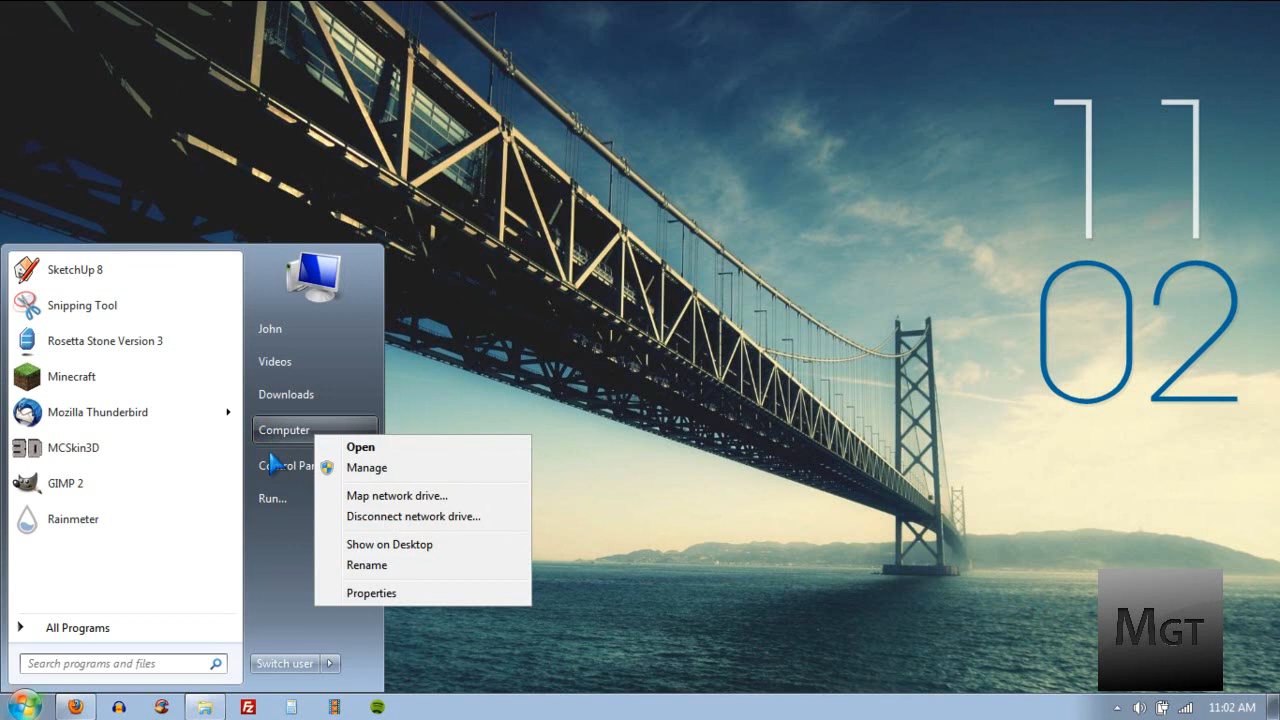 11
02
SketchUp 8
Snipping Tool
Rosetta Stone Version 3
Minecraft
Mozilla Thunderbird
MCSkin3D
GIMP 2
Rainmeter
All Programs
Search programs and files
John
Videos
Downloads
Computer
Control Pan
Run...
Switch user
Open
Manage
Map network drive...
Disconnect network drive...
Show on Desktop
Rename
Properties
MGT
Fz
11:02 AM